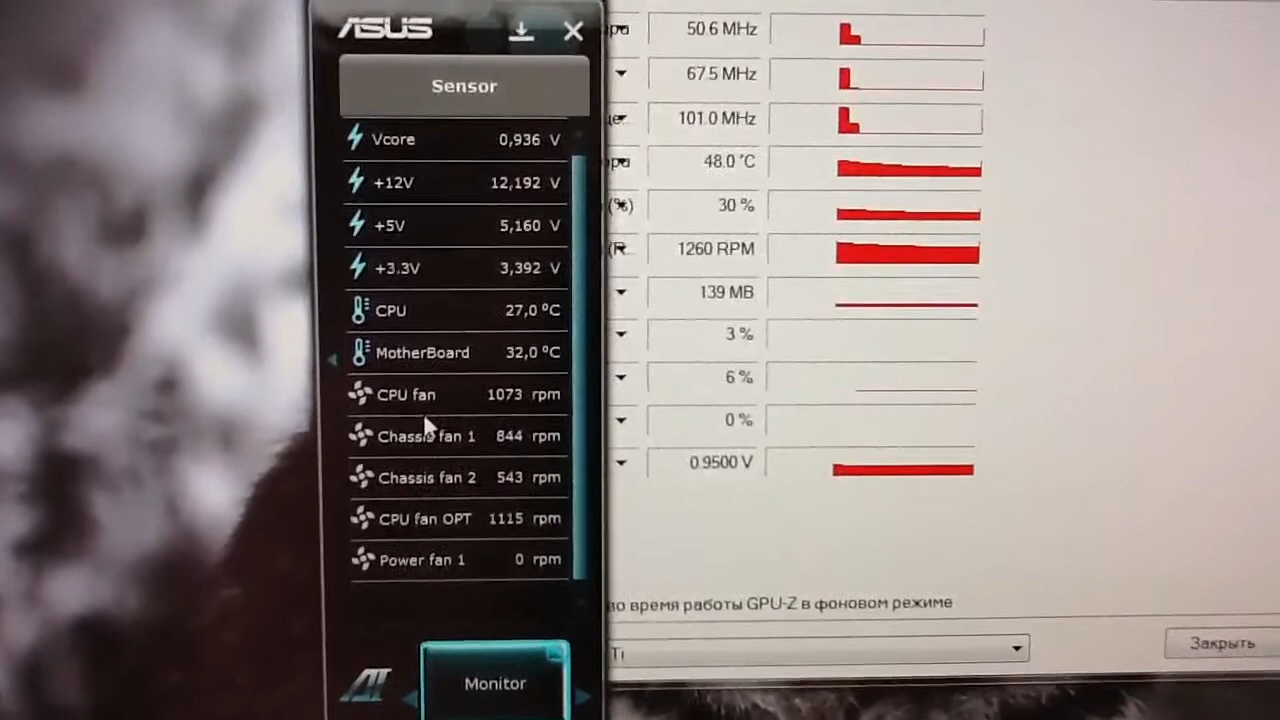 ASUS
Sensor
Vcore 0,936 V
+12V 12,192 V
+5V 5,160 V
+3.3V 3,392 V
CPU 27,0 ºC
MotherBoard 32,0 ºC
CPU fan 1073 rpm
Chassis fan 1 844 rpm
Chassis fan 2 543 rpm
CPU fan OPT 1115 rpm
Power fan 1 0 rpm
Monitor
50.6 MHz
67.5 MHz
101.0 MHz
48.0 °C
(%) 30 %
(R... 1260 RPM
139 MB
3 %
6 %
0 %
0.9500 V
во время работы GPU-Z в фоновом режиме
Ti
Закрыть